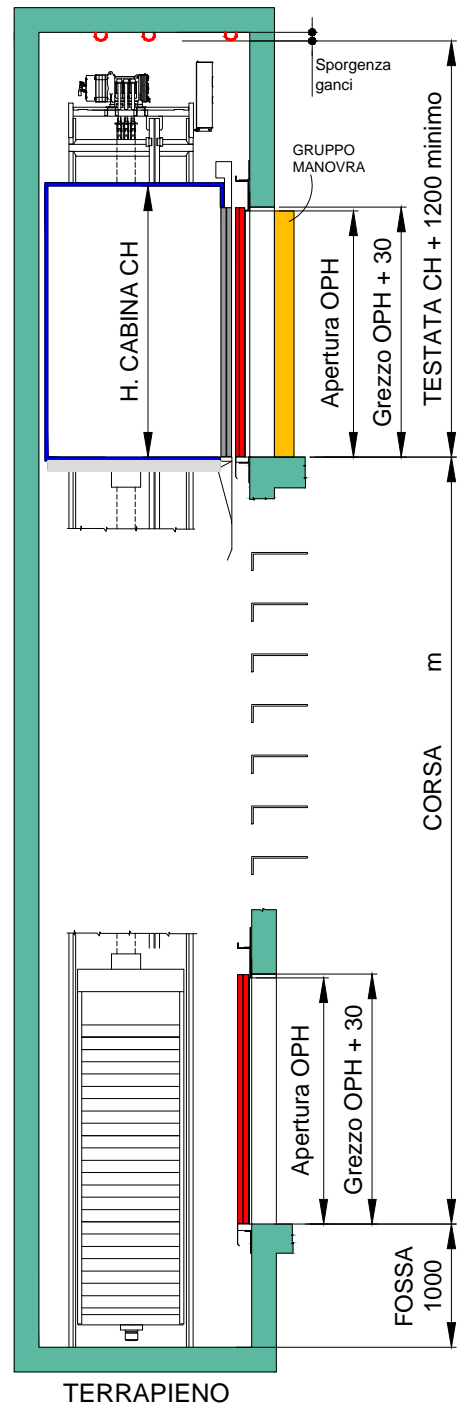 Sporgenza
ganci
GRUPPO
MANOVRA
H. CABINA CH
Apertura OPH
Grezzo OPH + 30
TESTATA CH + 1200 minimo
m
CORSA
Apertura OPH
Grezzo OPH + 30
FOSSA
1000
TERRAPIENO